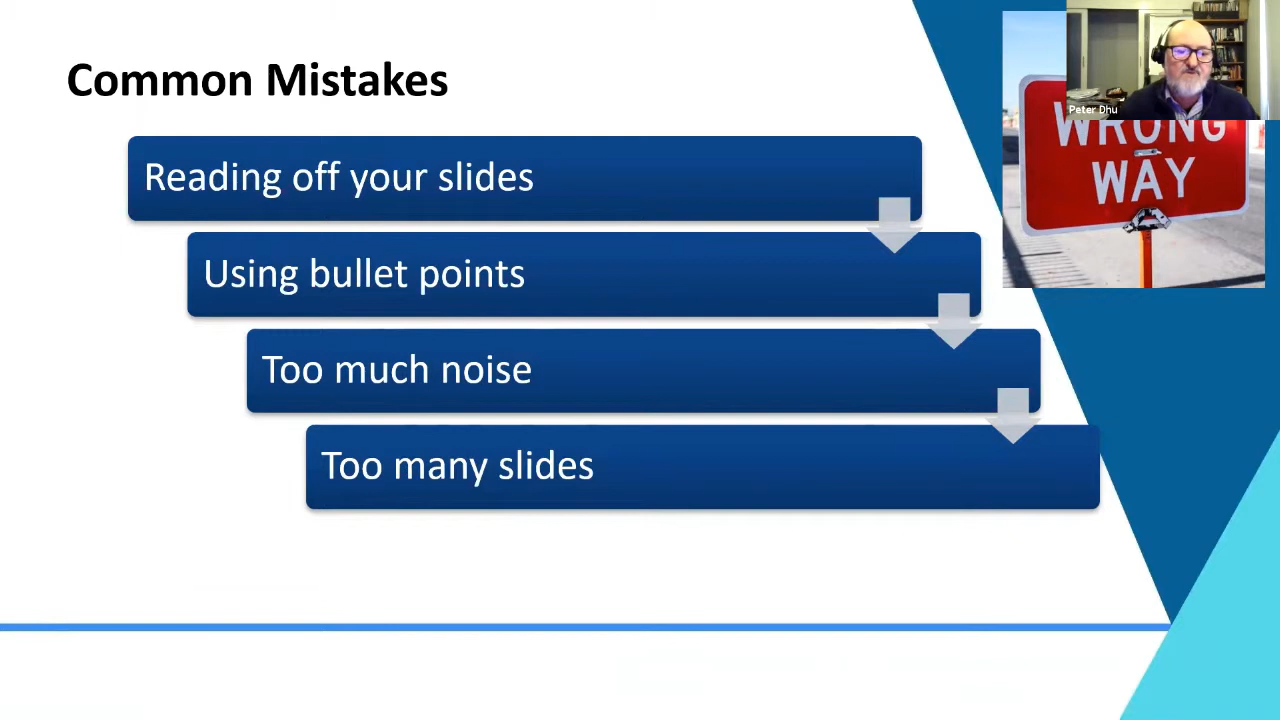 Common Mistakes
Reading off your slides
Using bullet points
Too much noise
Too many slides
Peter Dhu
WRONG
WAY